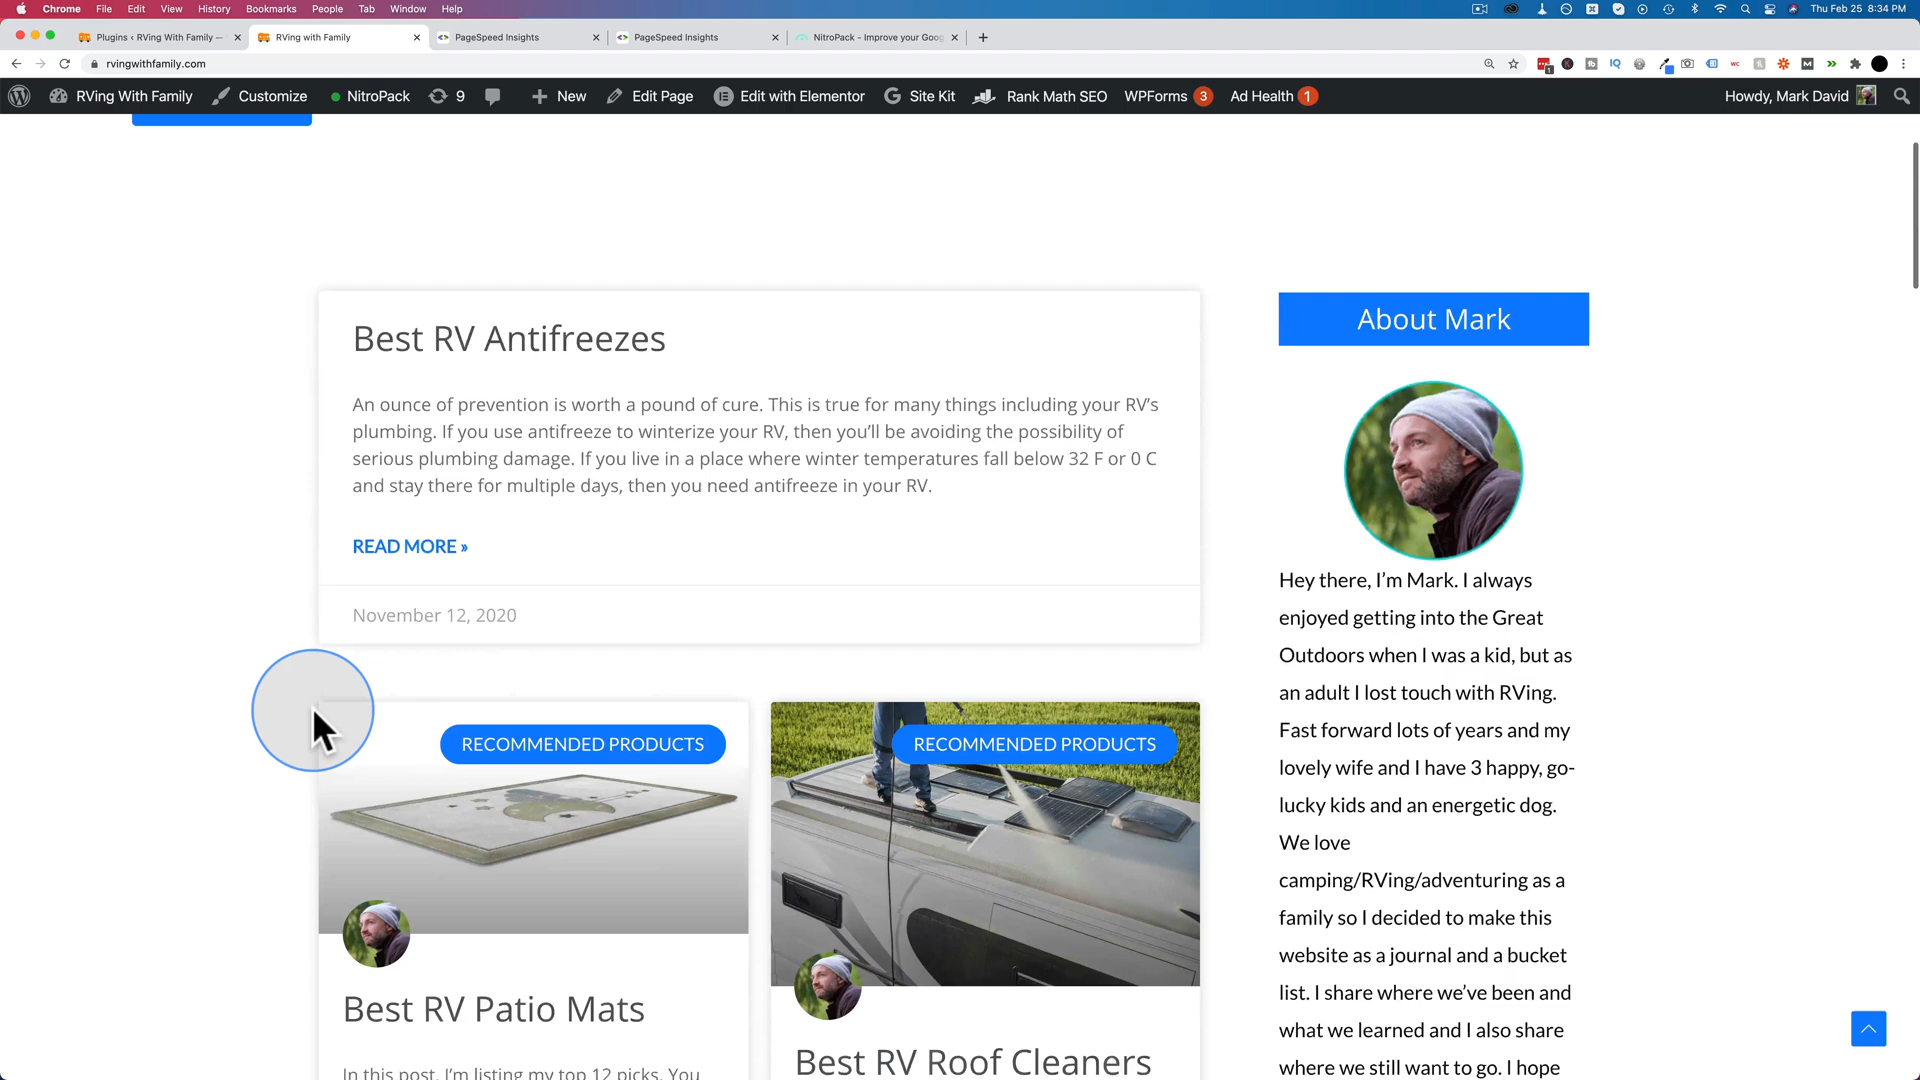 Chrome File Edit View History Bookmarks People Tab Window Help Thu Feb 25 8:34 PM
Plugins ‹ RVing With Family — RVing with Family PageSpeed Insights PageSpeed Insights NitroPack - Improve your Goog
rvingwithfamily.com
RVing With Family Customize NitroPack 9 New Edit Page Edit with Elementor Site Kit Rank Math SEO WPForms 3 Ad Health 1 Howdy, Mark David
Best RV Antifreezes
An ounce of prevention is worth a pound of cure. This is true for many things including your RV’s
plumbing. If you use antifreeze to winterize your RV, then you’ll be avoiding the possibility of
serious plumbing damage. If you live in a place where winter temperatures fall below 32 F or 0 C
and stay there for multiple days, then you need antifreeze in your RV.
READ MORE »
November 12, 2020
RECOMMENDED PRODUCTS
Best RV Patio Mats
In this post, I’m listing my top 12 picks. You
RECOMMENDED PRODUCTS
Best RV Roof Cleaners
About Mark
Hey there, I’m Mark. I always
enjoyed getting into the Great
Outdoors when I was a kid, but as
an adult I lost touch with RVing.
Fast forward lots of years and my
lovely wife and I have 3 happy, go-
lucky kids and an energetic dog.
We love
camping/RVing/adventuring as a
family so I decided to make this
website as a journal and a bucket
list. I share where we’ve been and
what we learned and I also share
where we still want to go. I hope